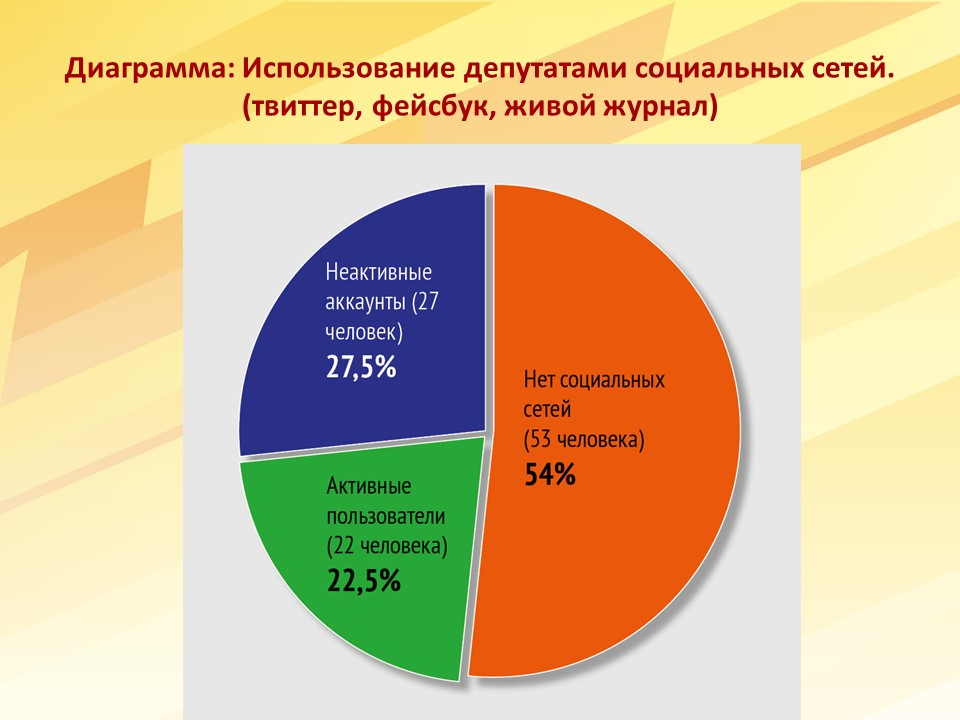 Диаграмма: Использование депутатами социальных сетей.
(твиттер, фейсбук, живой журнал)
Неактивные
аккаунты (27
человек)
27,5%
Нет социальных
сетей
(53 человека)
54%
Активные
пользователи
(22 человека)
22,5%